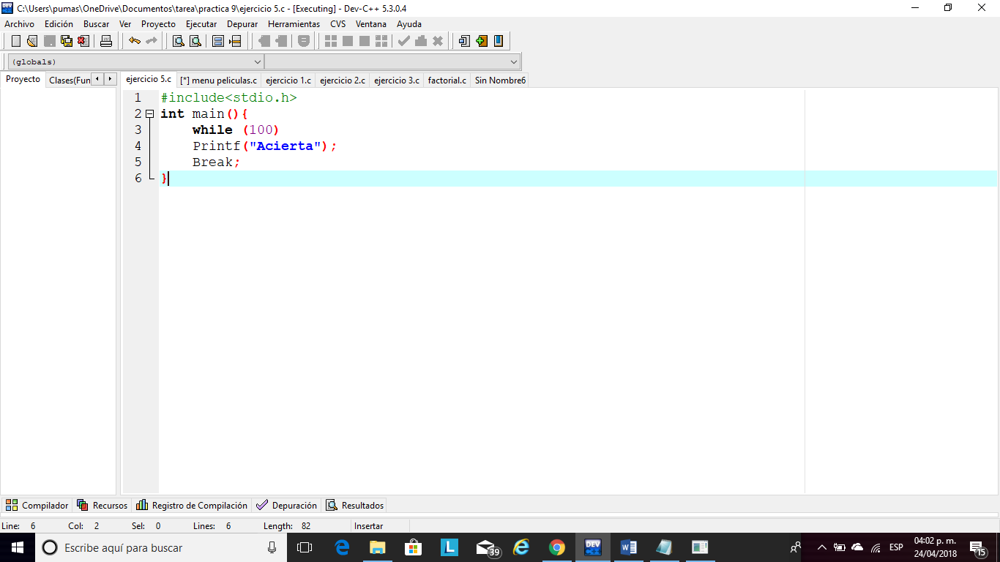 C:\Users\pumas\OneDrive\Documentos\tarea\practica 9\ejercicio 5.c - [Executing] - Dev-C++ 5.3.0.4
Archivo Edición Buscar Ver Proyecto Ejecutar Depurar Herramientas CVS Ventana Ayuda
(globals)
Proyecto Clases(Fun ejercicio 5.c [*] menu peliculas.c ejercicio 1.c ejercicio 2.c ejercicio 3.c factorial.c Sin Nombre6
1 #include<stdio.h>
2 int main(){
3 while (100)
4 Printf("Acierta");
5 Break;
6 }
Compilador Recursos Registro de Compilación Depuración Resultados
Line: 6 Col: 2 Sel: 0 Lines: 6 Length: 82 Insertar
Escribe aquí para buscar
L
39
DEV
ESP
04:02 p. m.
24/04/2018
15